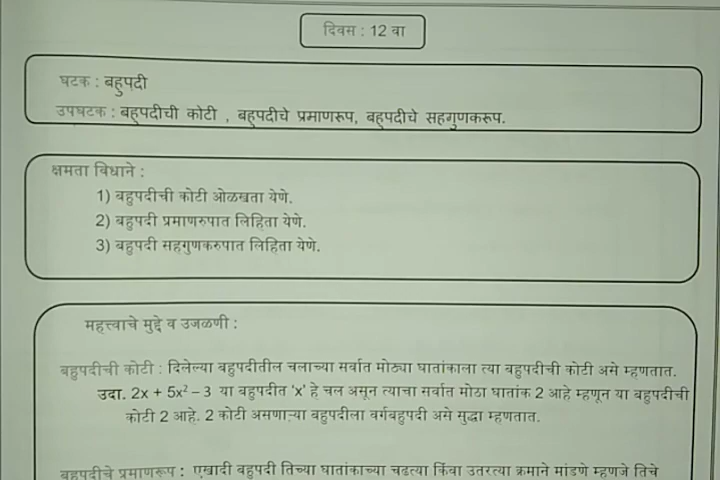 दिवस : 12 वा
घटक : बहुपदी
उपघटक : बहुपदीची कोटी , बहुपदीचे प्रमाणरूप, बहुपदीचे सहगुणकरूप.
क्षमता विधाने :
1) बहुपदीची कोटी ओळखता येणे.
2) बहुपदी प्रमाणरुपात लिहिता येणे.
3) बहुपदी सहगुणकरुपात लिहिता येणे.
महत्त्वाचे मुद्दे व उजळणी :
बहुपदीची कोटी : दिलेल्या बहुपदीतील चलाच्या सर्वात मोठ्या घातांकाला त्या बहुपदीची कोटी असे म्हणतात.
उदा. 2x + 5x² – 3 या बहुपदीत ‘x’ हे चल असून त्याचा सर्वात मोठा घातांक 2 आहे म्हणून या बहुपदीची
कोटी 2 आहे. 2 कोटी असणाऱ्या बहुपदीला वर्गबहुपदी असे सुद्धा म्हणतात.
बहुपदीचे प्रमाणरूप : एखादी बहुपदी तिच्या घातांकाच्या चढत्या किंवा उतरत्या क्रमाने मांडणे म्हणजे तिचे